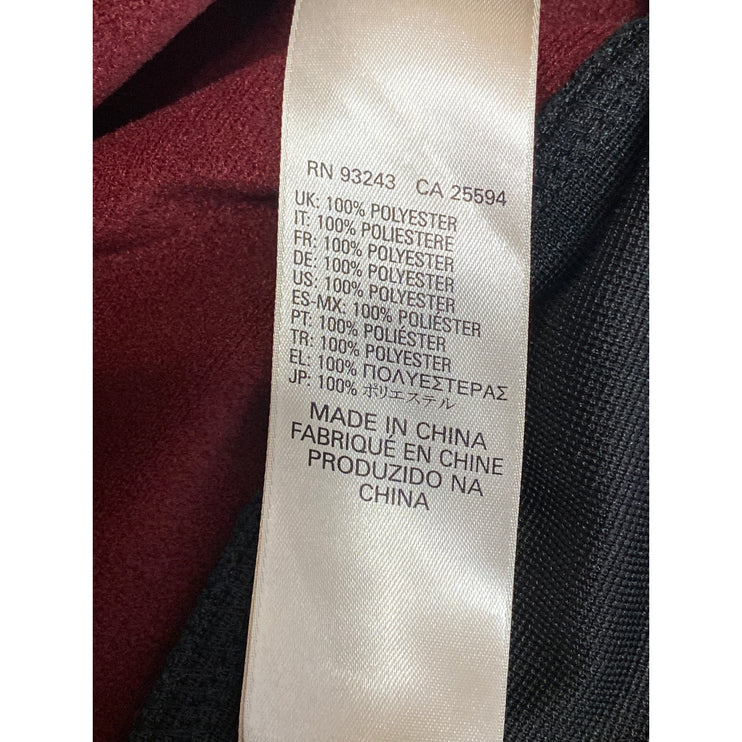 RN 93243 CA 25594
UK: 100% POLYESTER
IT: 100% POLIESTERE
FR: 100% POLYESTER
DE: 100% POLYESTER
US: 100% POLYESTER
ES-MX: 100% POLIÉSTER
PT: 100% POLIÉSTER
TR: 100% POLYESTER
EL: 100% ΠΟΛΥΕΣΤΕΡΑΣ
JP: 100% ポリエステル
MADE IN CHINA
FABRIQUÉ EN CHINE
PRODUZIDO NA
CHINA